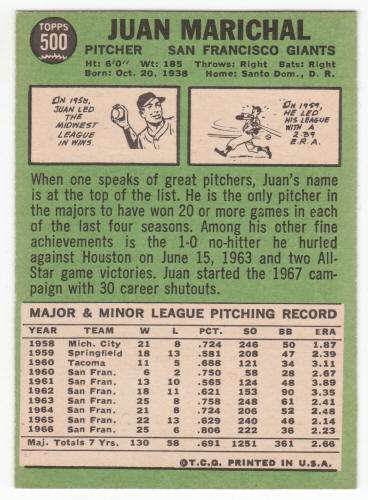 TOPPS
500
JUAN MARICHAL
PITCHER SAN FRANCISCO GIANTS
Ht: 6'0" Wt: 185 Throws: Right Bats: Right
Born: Oct. 20, 1938 Home: Santo Dom., D. R.
ON 1958,
JUAN LED
THE
MIDWEST
LEAGUE
IN WINS.
ON 1959,
HE LED
HIS LEAGUE
WITH A
2.39
E.R.A.
When one speaks of great pitchers, Juan's name
is at the top of the list. He is the only pitcher in
the majors to have won 20 or more games in each
of the last four seasons. Among his other fine
achievements is the 1-0 no-hitter he hurled
against Houston on June 15, 1963 and two All-
Star game victories. Juan started the 1967 cam-
paign with 30 career shutouts.
MAJOR & MINOR LEAGUE PITCHING RECORD
YEAR TEAM W L PCT. SO BB ERA
1958 Mich. City 21 8 .724 246 50 1.87
1959 Springfield 18 13 .581 208 47 2.39
1960 Tacoma 11 5 .688 121 34 3.11
1960 San Fran. 6 2 .750 58 28 2.67
1961 San Fran. 13 10 .565 124 48 3.89
1962 San Fran. 18 11 .621 153 90 3.35
1963 San Fran. 25 8 .758 248 61 2.41
1964 San Fran. 21 8 .724 206 52 2.48
1965 San Fran. 22 13 .629 240 46 2.14
1966 San Fran. 25 6 .806 222 36 2.23
Maj. Totals 7 Yrs. 130 58 .691 1251 361 2.66
©T.C.G. PRINTED IN U.S.A.